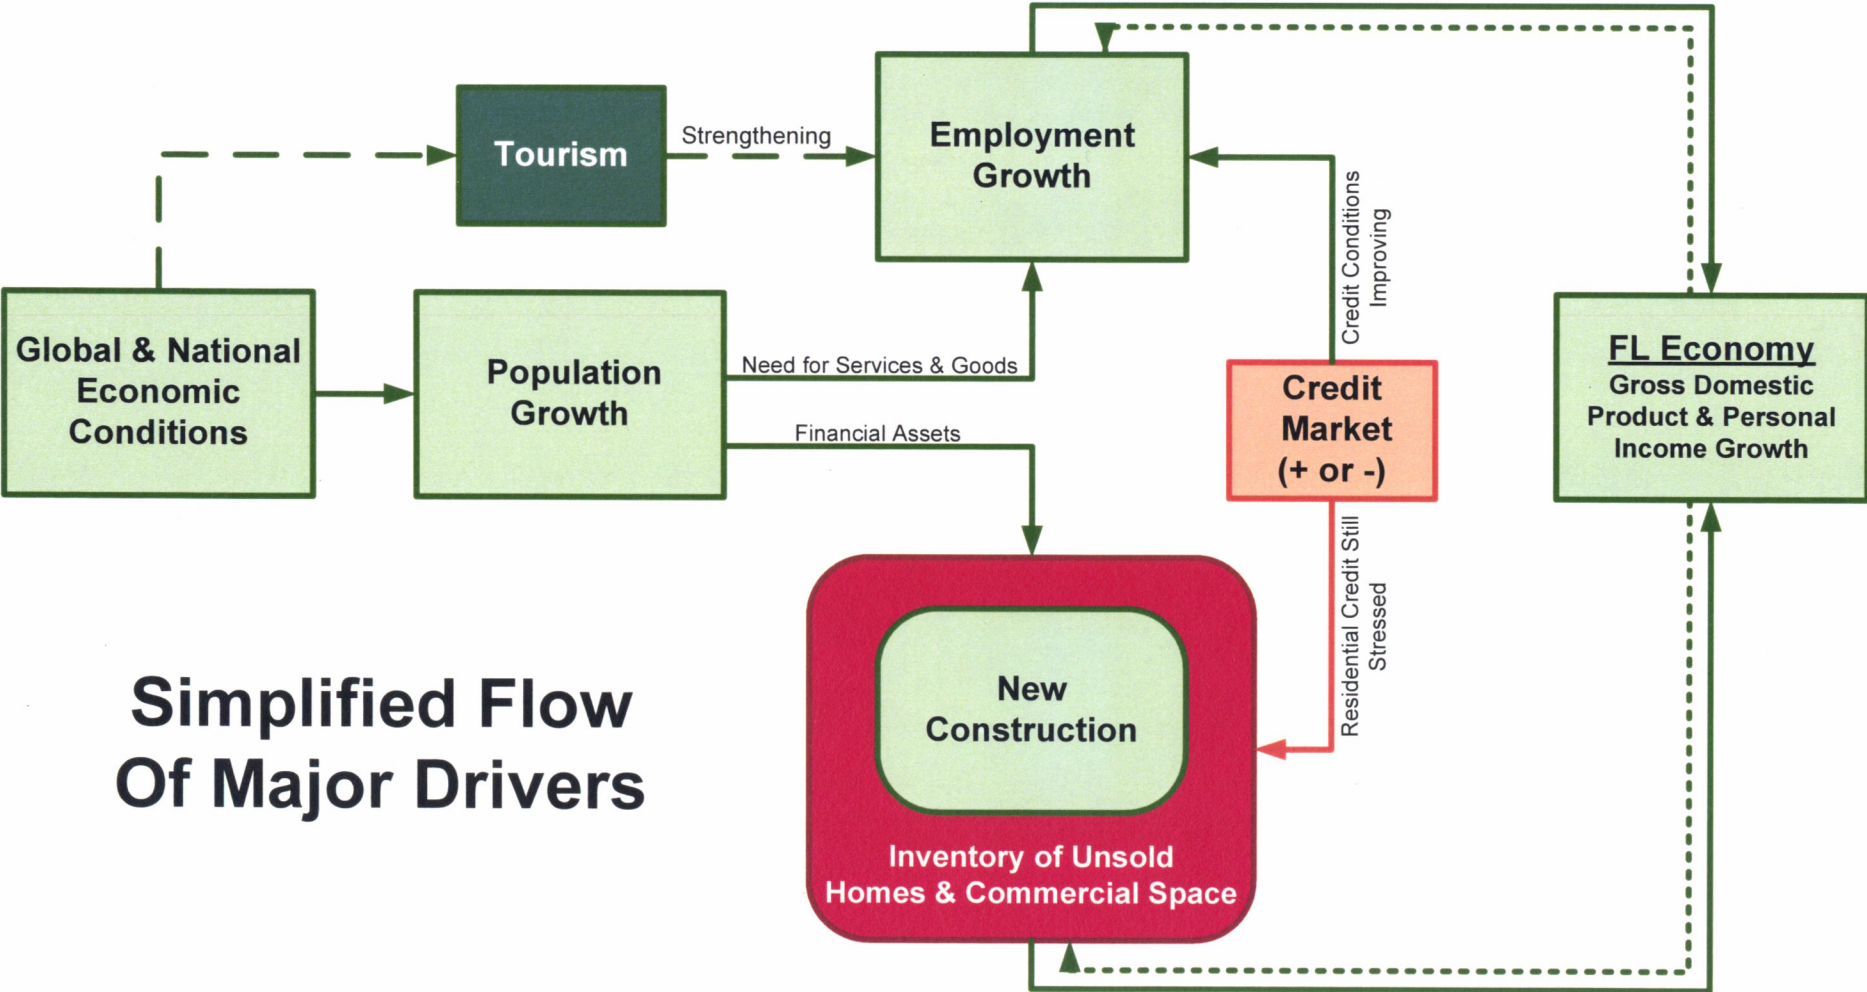 Tourism
Strengthening
Employment
Growth
Global & National
Economic
Conditions
Population
Growth
Need for Services & Goods
Financial Assets
Credit Conditions
Improving
Credit
Market
(+ or -)
Residential Credit Still
Stressed
FL Economy
Gross Domestic
Product & Personal
Income Growth
New
Construction
Inventory of Unsold
Homes & Commercial Space
Simplified Flow
Of Major Drivers